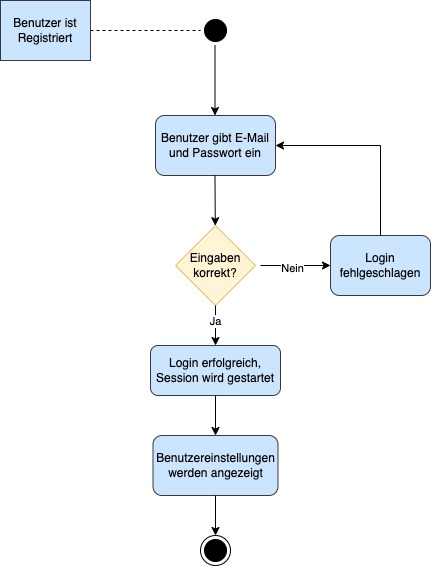 Benutzer ist
Registriert
Benutzer gibt E-Mail
und Passwort ein
Eingaben
korrekt?
Nein
Login
fehlgeschlagen
Ja
Login erfolgreich,
Session wird gestartet
Benutzereinstellungen
werden angezeigt